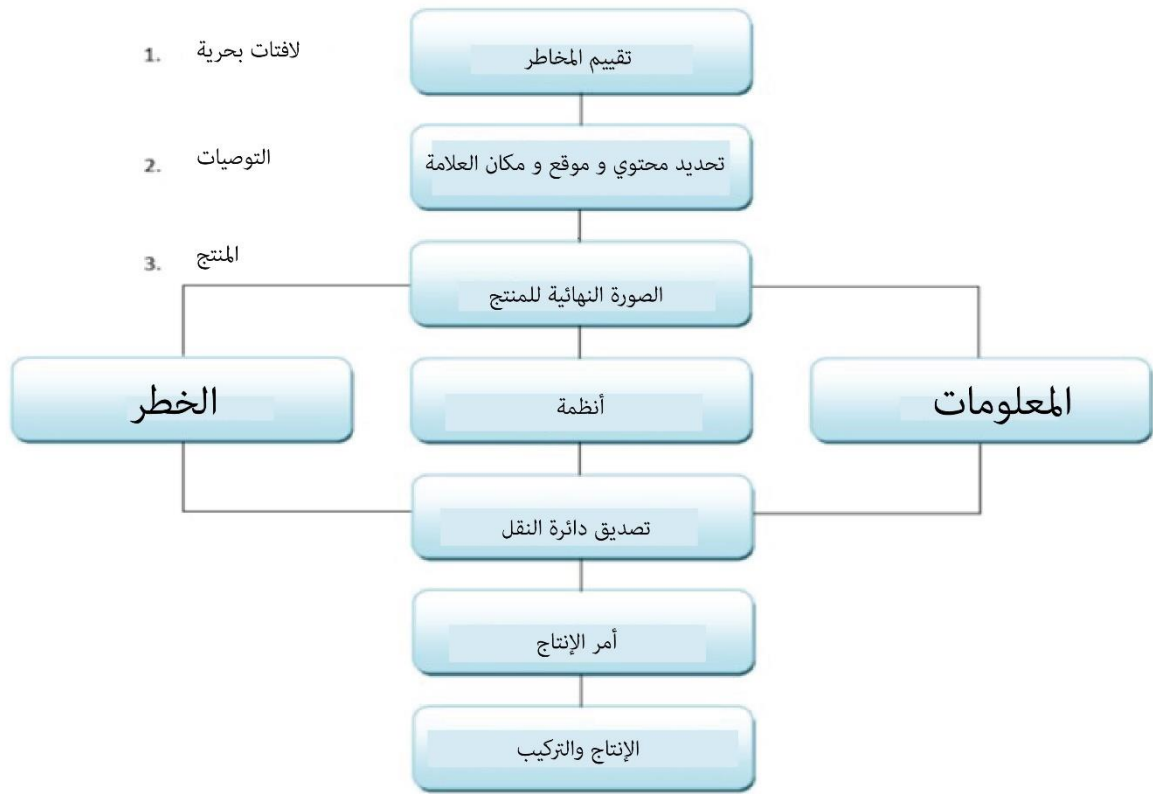 1. لافتات بحرية
تقييم المخاطر
2. التوصيات
تحديد محتوي و موقع و مكان العلامة
3. المنتج
الصورة النهائية للمنتج
الخطر
أنظمة
المعلومات
تصديق دائرة النقل
أمر الإنتاج
الإنتاج والتركيب